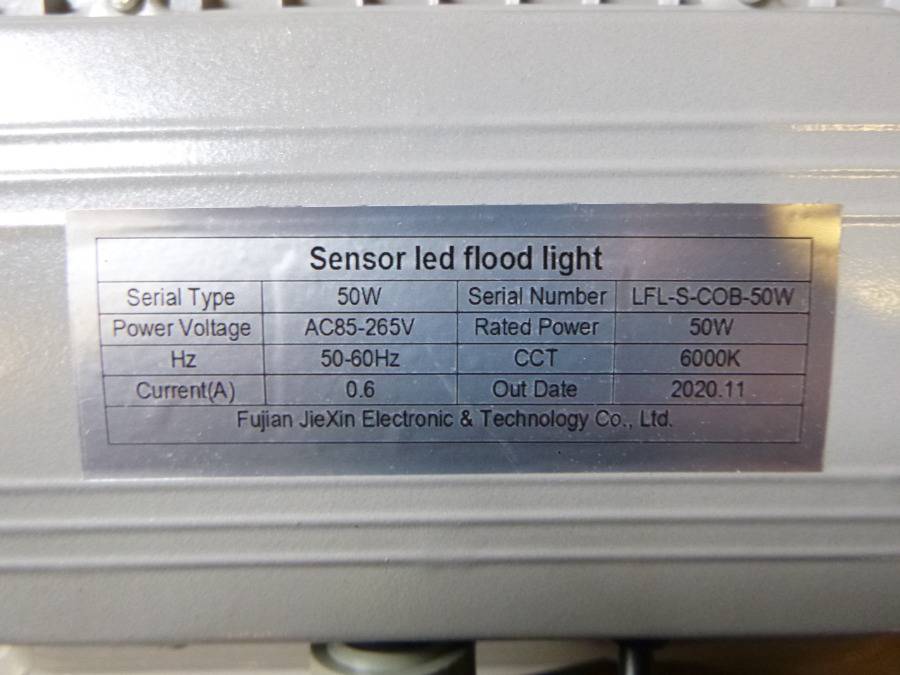 Sensor led flood light
Serial Type 50W Serial Number LFL-S-COB-50W
Power Voltage AC85-265V Rated Power 50W
Hz 50-60Hz CCT 6000K
Current(A) 0.6 Out Date 2020.11
Fujian JieXin Electronic & Technology Co., Ltd.